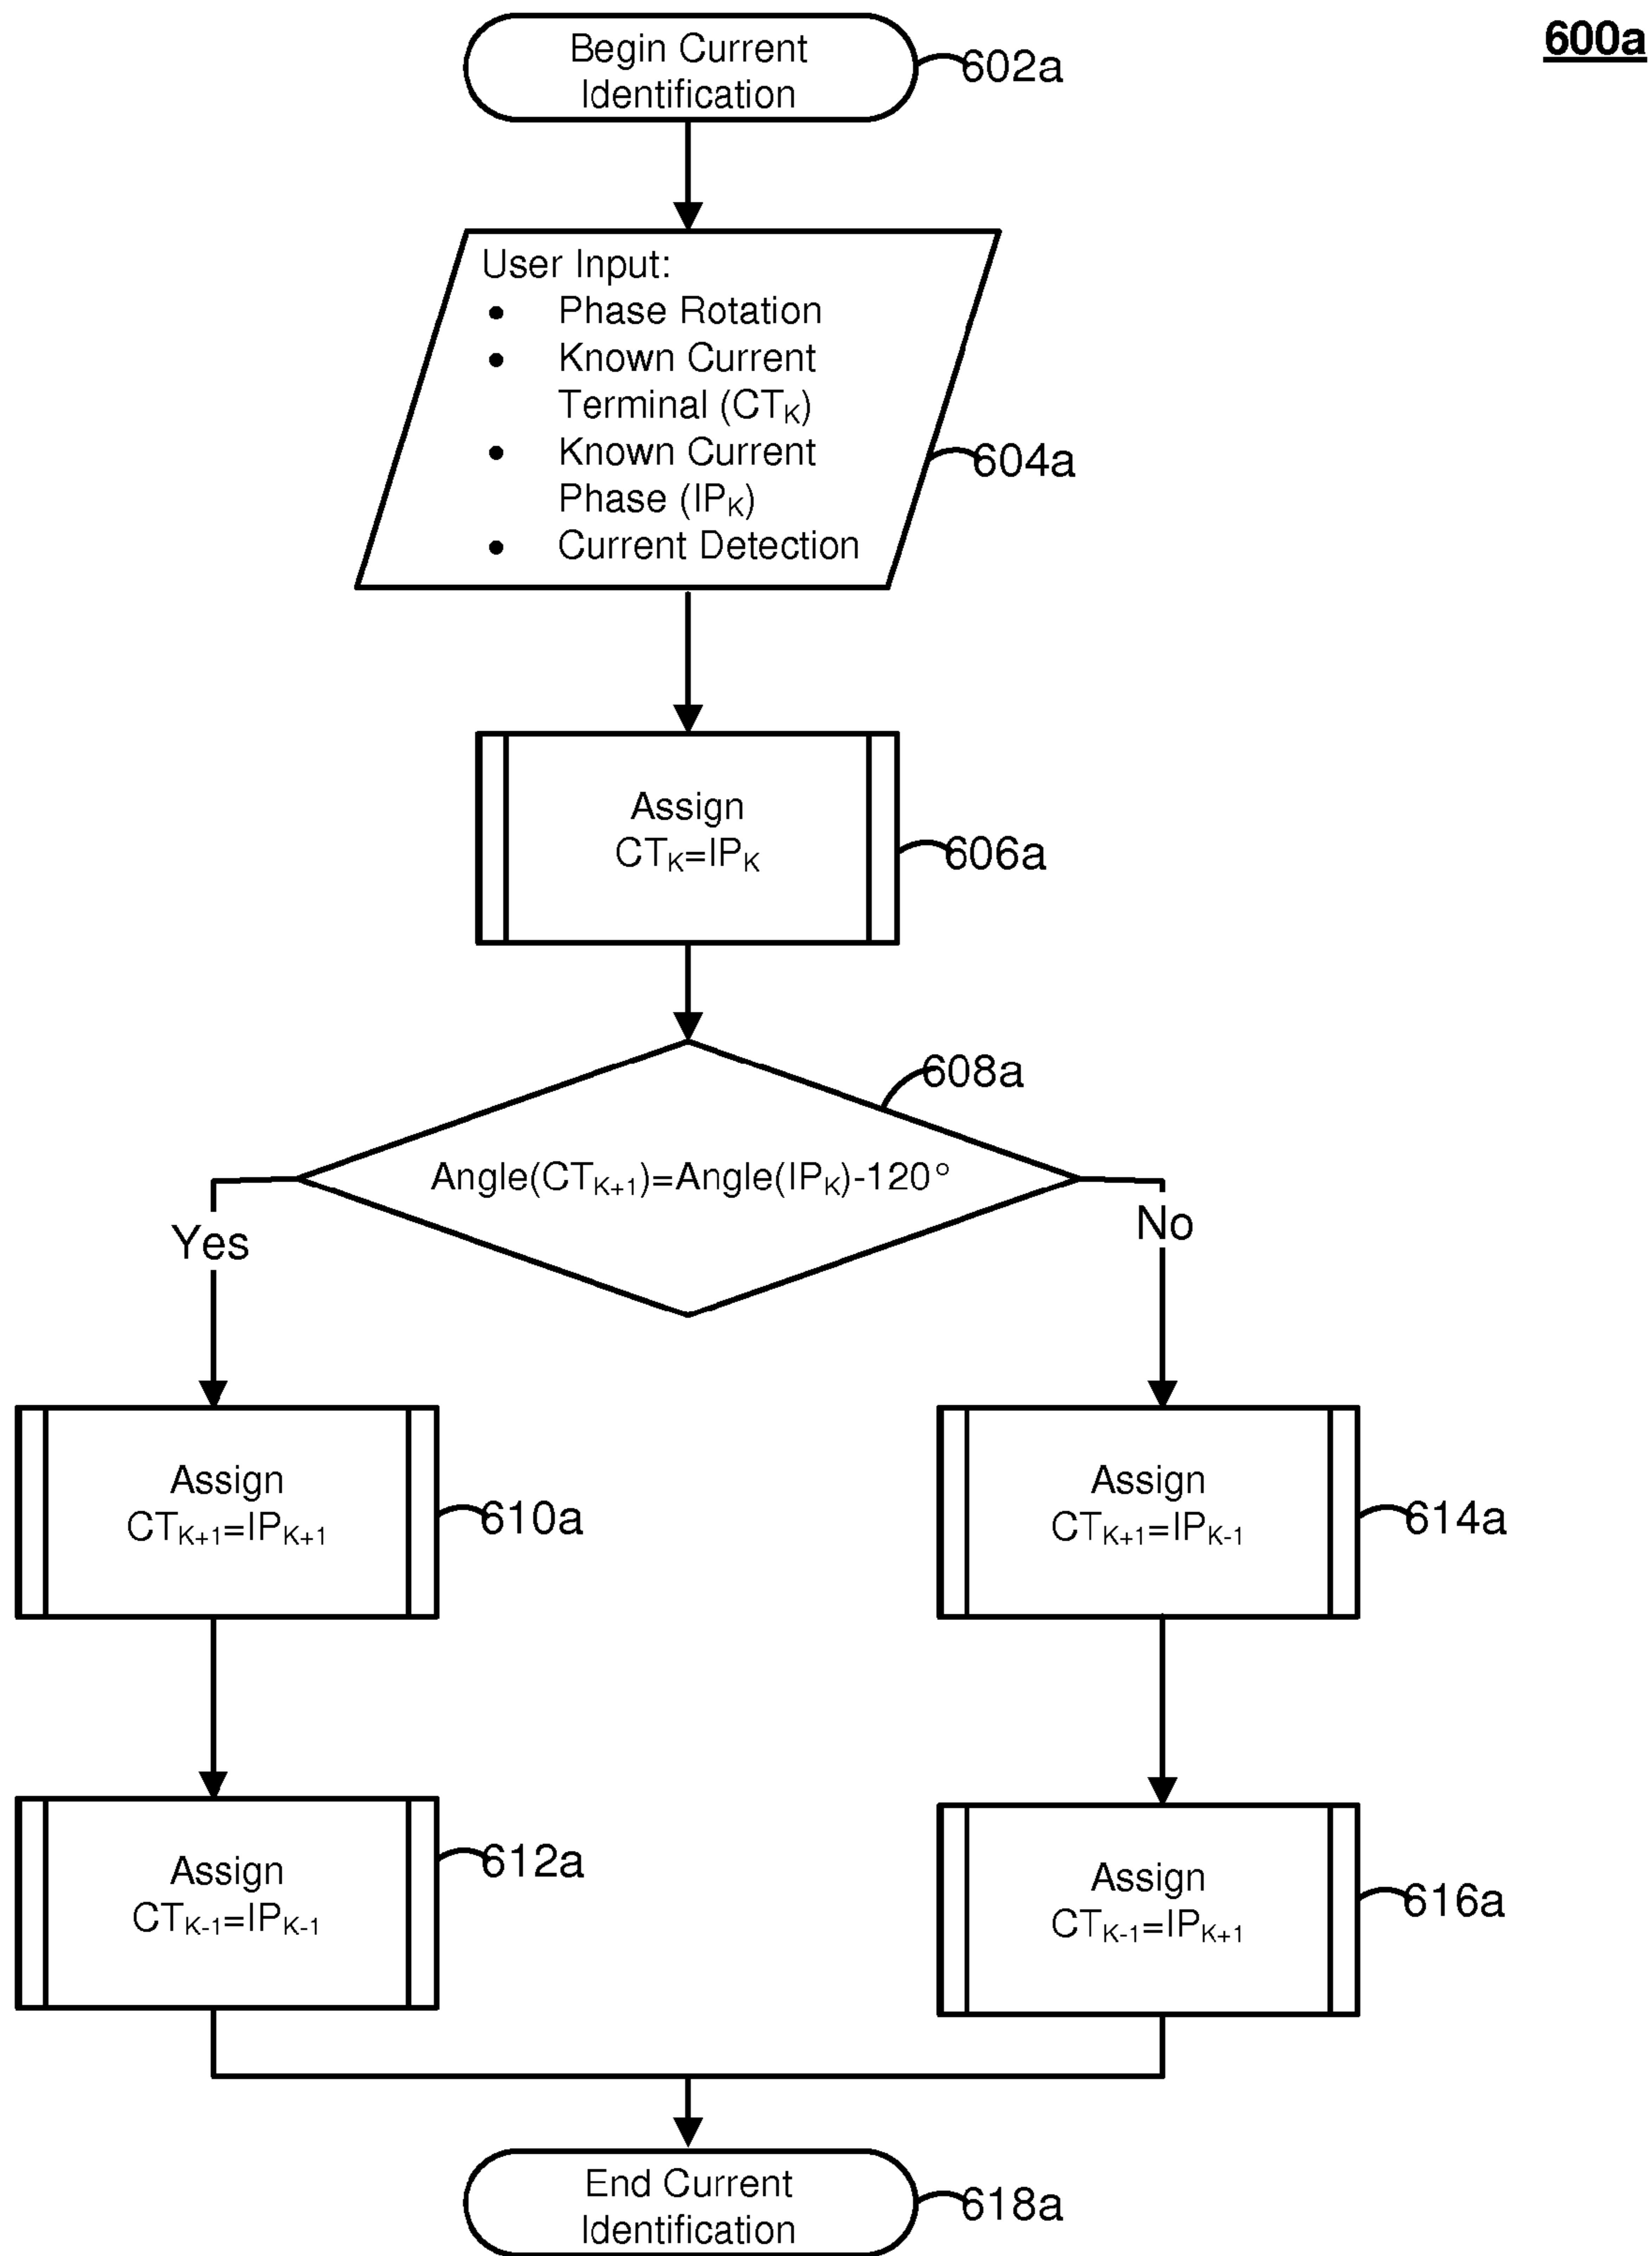 600a
Begin Current
Identification
602a
User Input:
• Phase Rotation
• Known Current
Terminal (CTK)
• Known Current
Phase (IPK)
• Current Detection
604a
Assign
CTK=IPK
606a
608a
Angle(CTK+1)=Angle(IPK)-120°
Yes
No
Assign
CTK+1=IPK+1
610a
Assign
CTK+1=IPK-1
614a
Assign
CTK-1=IPK-1
612a
Assign
CTK-1=IPK+1
616a
End Current
Identification
618a